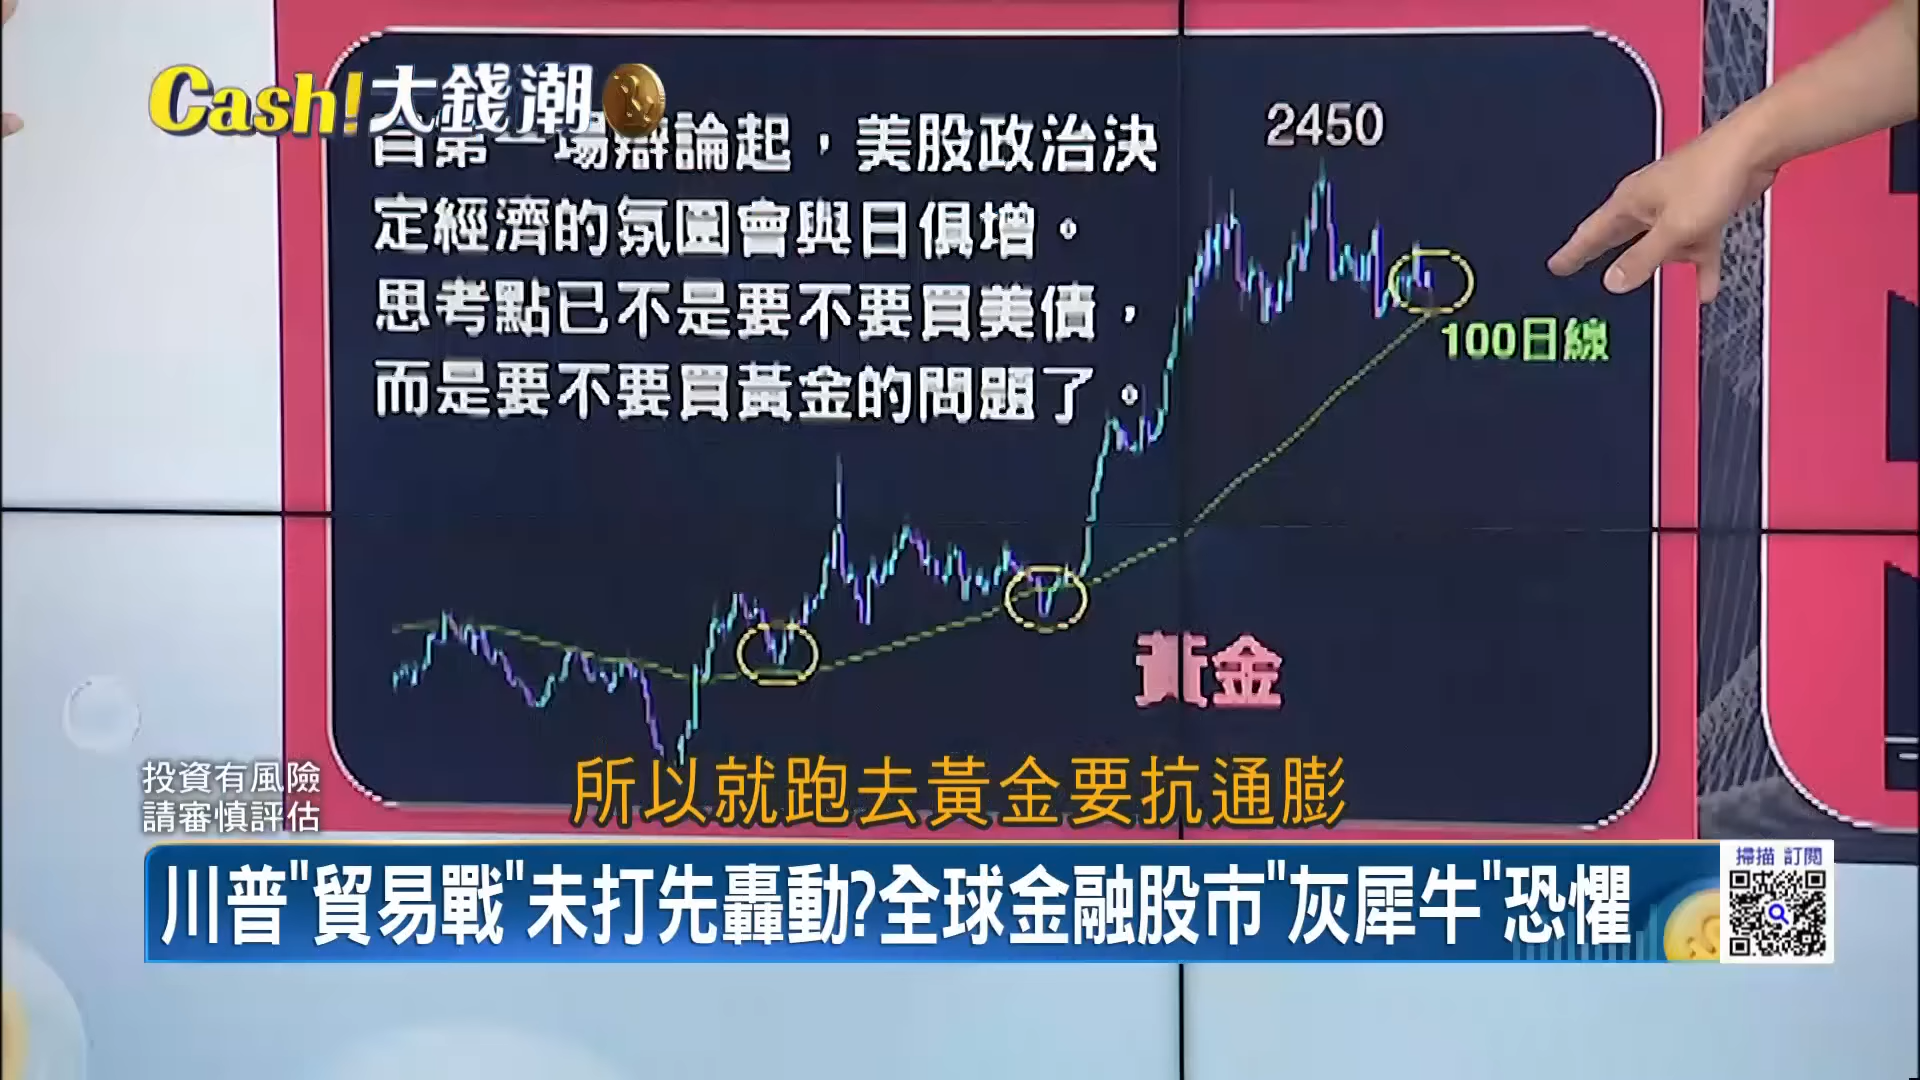 Cash!大錢潮
自第一場辯論起，美股政治決
定經濟的氛圍會與日俱增。
思考點已不是要不要買美債，
而是要不要買黃金的問題了。
2450
100日線
黃金
所以就跑去黃金要抗通膨
投資有風險
請審慎評估
川普"貿易戰"未打先轟動?全球金融股市"灰犀牛"恐懼
掃描 訂閱